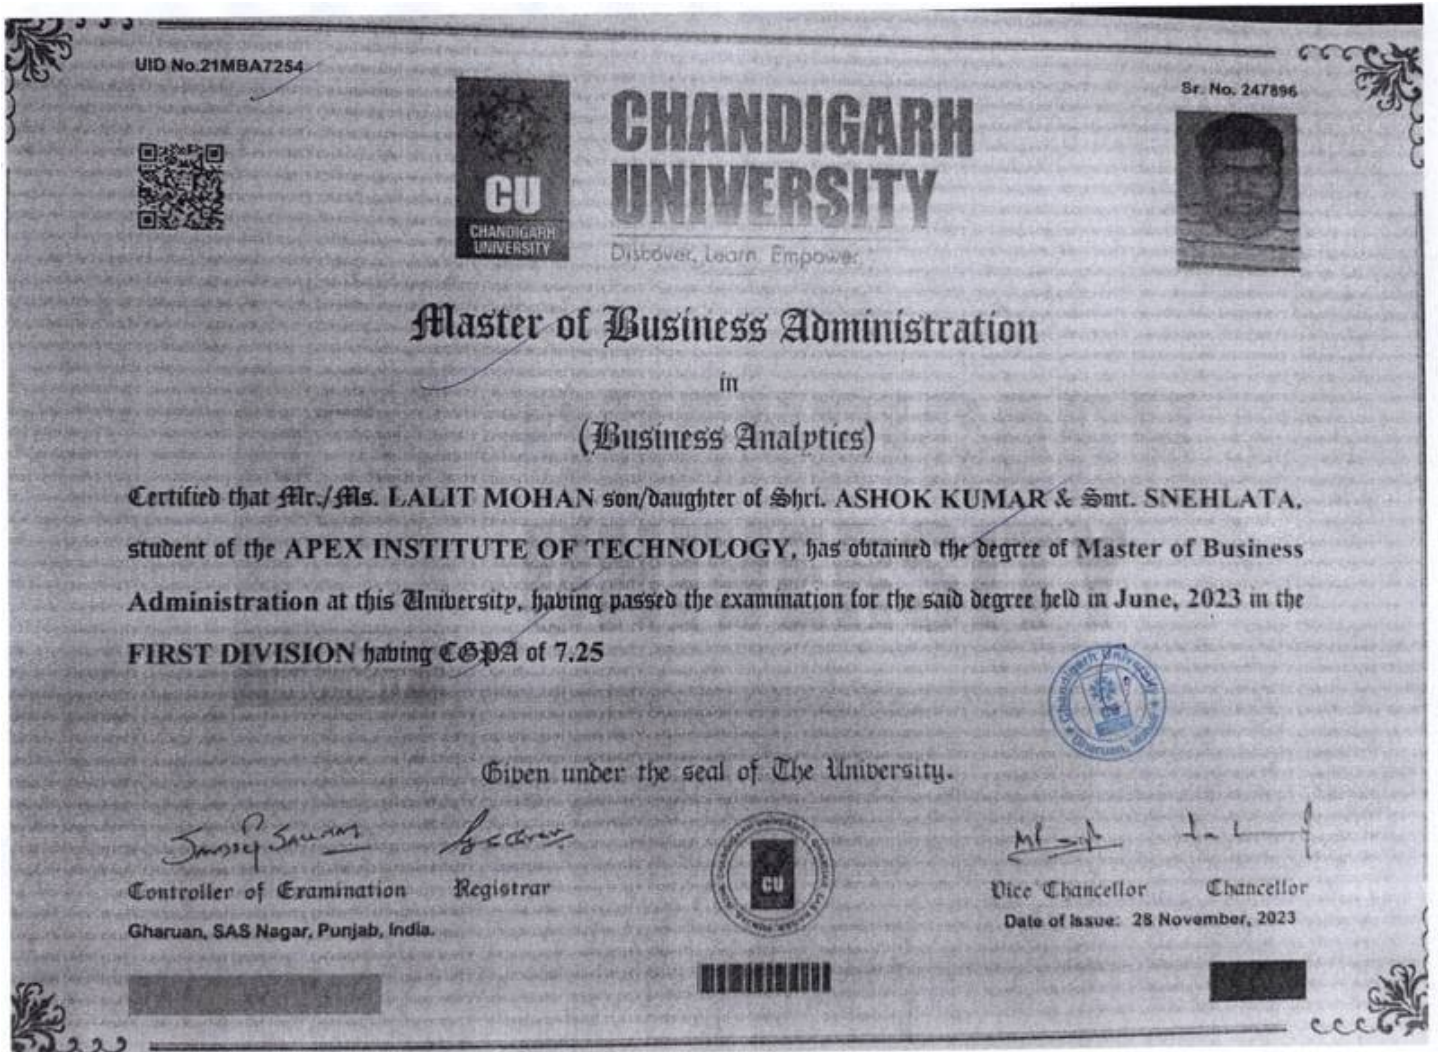 UID No.21MBA7254
Sr. No. 247896
CU
CHANDIGARH
UNIVERSITY
CHANDIGARH
UNIVERSITY
Discover. Learn. Empower.
Master of Business Administration
in
(Business Analytics)
Certified that Mr./Ms. LALIT MOHAN son/daughter of Shri. ASHOK KUMAR & Smt. SNEHLATA,
student of the APEX INSTITUTE OF TECHNOLOGY, has obtained the degree of Master of Business
Administration at this University, having passed the examination for the said degree held in June, 2023 in the
FIRST DIVISION having CGPA of 7.25
Chandigarh University
Gharuan,
Given under the seal of The University.
Controller of Examination
Registrar
CU
Vice Chancellor
Chancellor
Gharuan, SAS Nagar, Punjab, India.
Date of Issue: 28 November, 2023